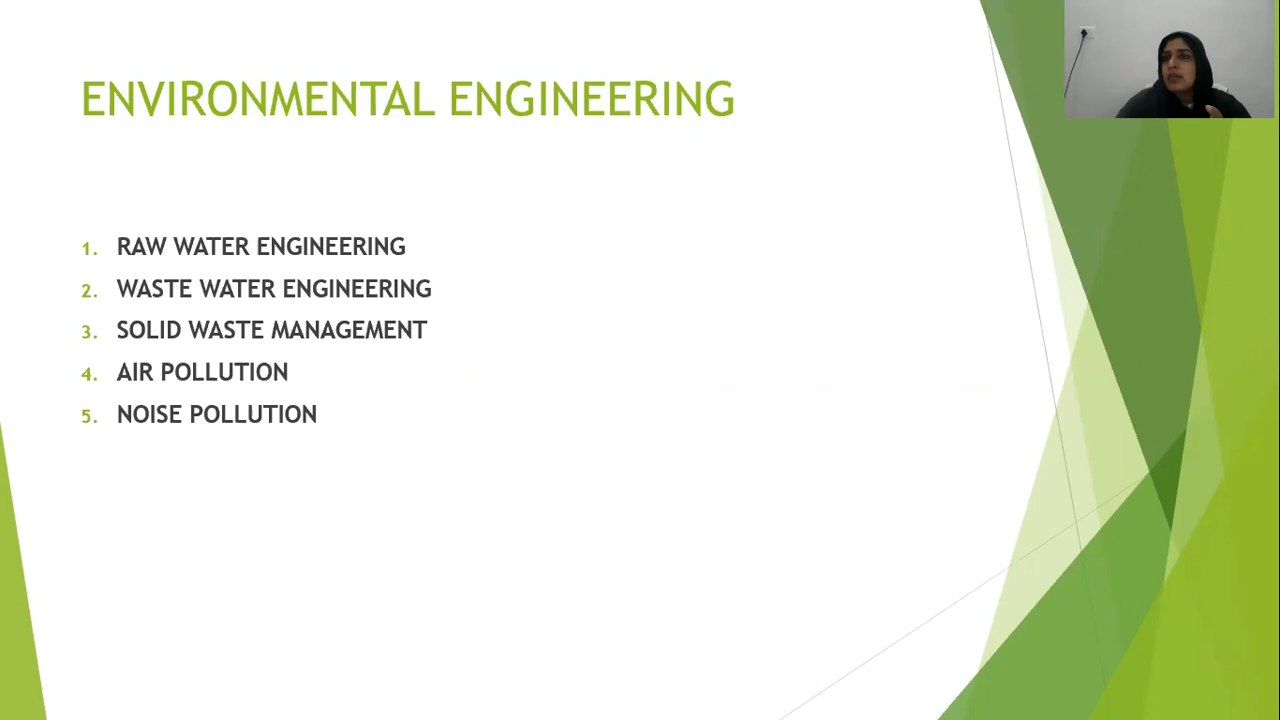 ENVIRONMENTAL ENGINEERING
1. RAW WATER ENGINEERING
2. WASTE WATER ENGINEERING
3. SOLID WASTE MANAGEMENT
4. AIR POLLUTION
5. NOISE POLLUTION